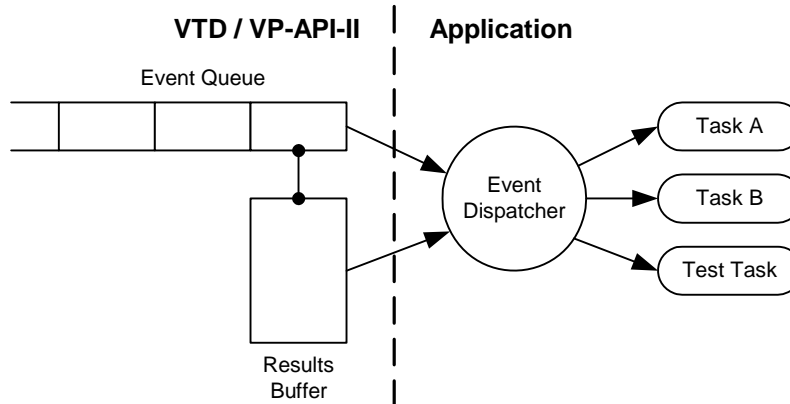 VTD / VP-API-II
Application
Event Queue
Event
Dispatcher
Task A
Task B
Test Task
Results
Buffer